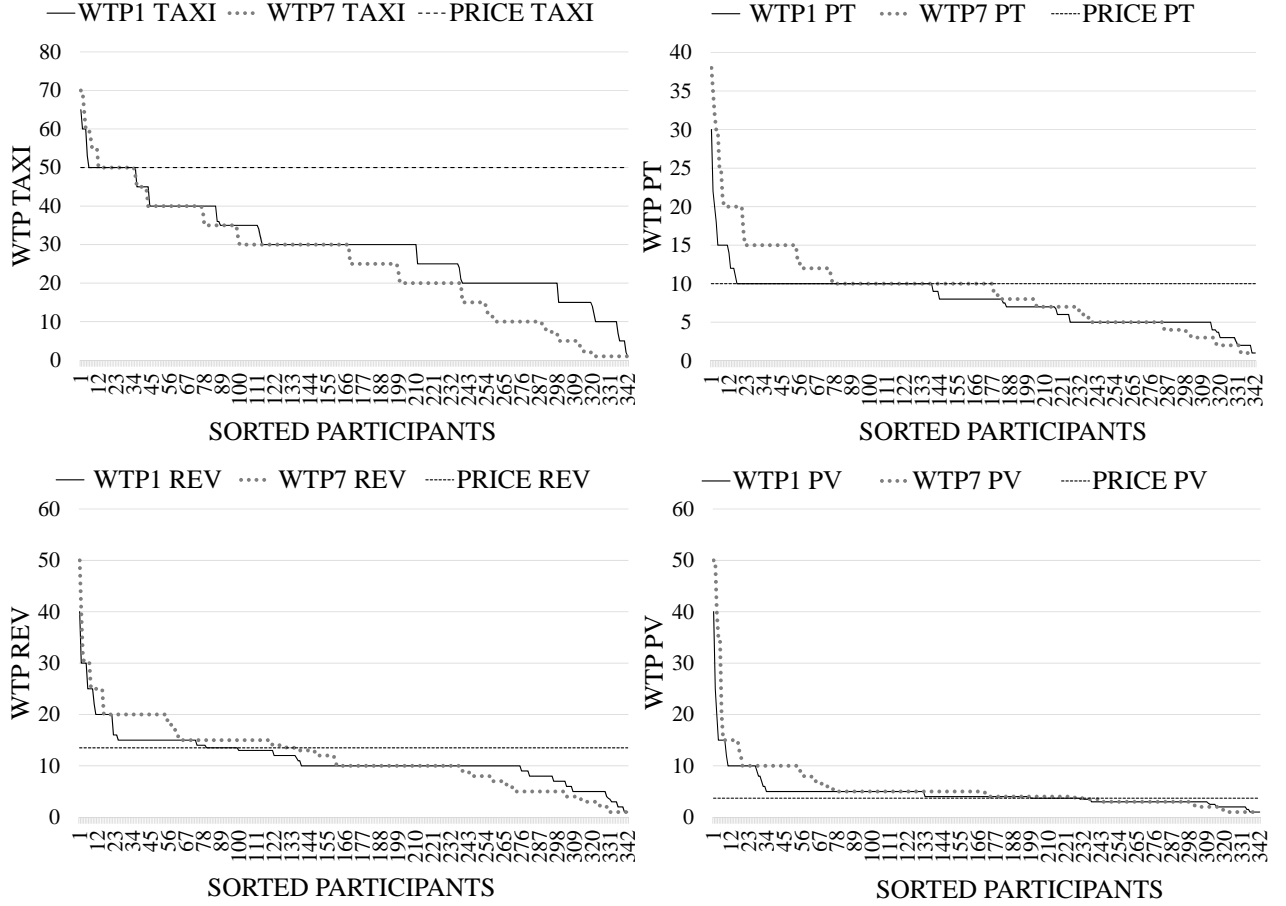 WTP1 TAXI WTP7 TAXI PRICE TAXI
80
70
60
50
40
30
20
10
0
WTP TAXI
1 12 23 34 45 56 67 78 89 100 111 122 133 144 155 166 177 188 199 210 221 232 243 254 265 276 287 298 309 320 331 342
SORTED PARTICIPANTS
WTP1 PT WTP7 PT PRICE PT
40
35
30
25
20
15
10
5
0
WTP PT
1 12 23 34 45 56 67 78 89 100 111 122 133 144 155 166 177 188 199 210 221 232 243 254 265 276 287 298 309 320 331 342
SORTED PARTICIPANTS
WTP1 REV WTP7 REV PRICE REV
60
50
40
30
20
10
0
WTP REV
1 12 23 34 45 56 67 78 89 100 111 122 133 144 155 166 177 188 199 210 221 232 243 254 265 276 287 298 309 320 331 342
SORTED PARTICIPANTS
WTP1 PV WTP7 PV PRICE PV
60
50
40
30
20
10
0
WTP PV
1 12 23 34 45 56 67 78 89 100 111 122 133 144 155 166 177 188 199 210 221 232 243 254 265 276 287 298 309 320 331 342
SORTED PARTICIPANTS